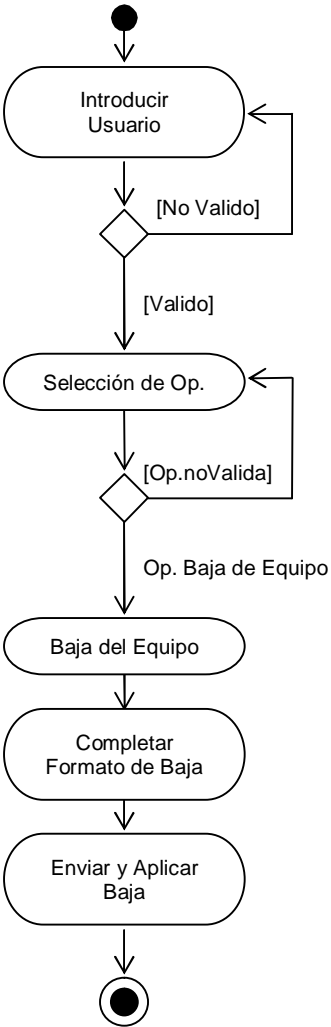 Introducir
Usuario
[No Valido]
[Valido]
Selección de Op.
[Op.noValida]
Op. Baja de Equipo
Baja del Equipo
Completar
Formato de Baja
Enviar y Aplicar
Baja